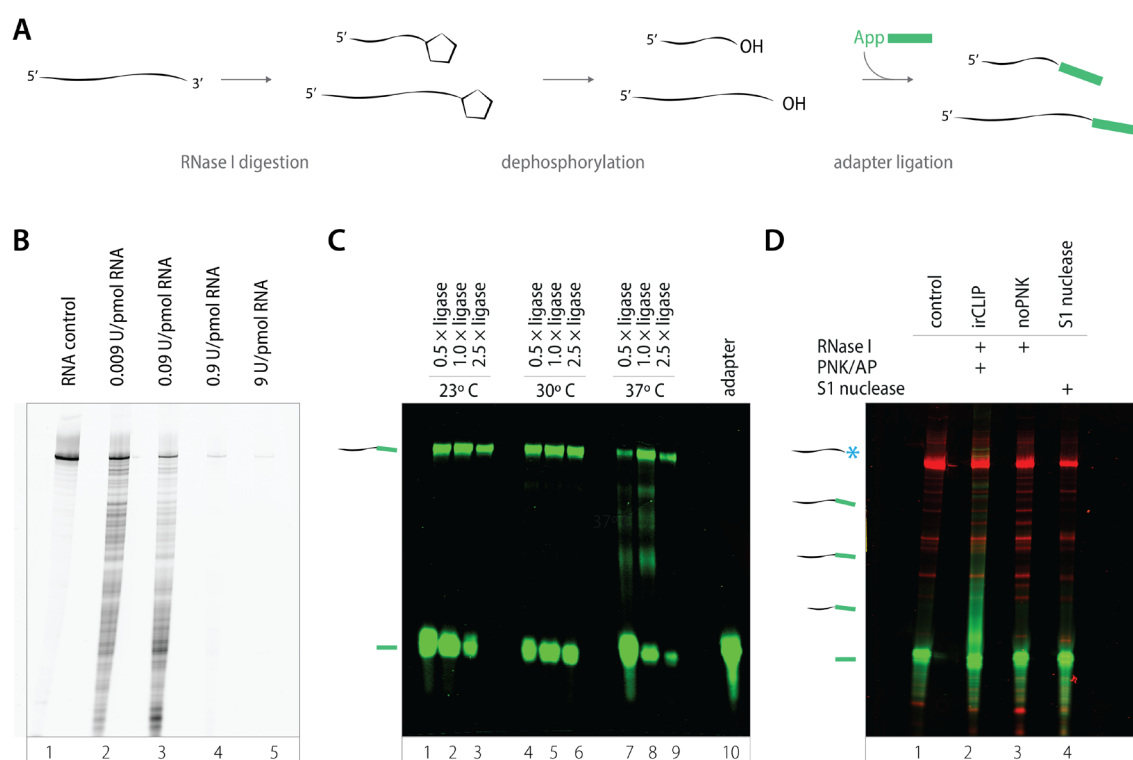 A
5’
3’
5’
5’
5’
OH
5’
OH
App
5’
5’
RNase I digestion
dephosphorylation
adapter ligation
B
RNA control
0.009 U/pmol RNA
0.09 U/pmol RNA
0.9 U/pmol RNA
9 U/pmol RNA
1 2 3 4 5
C
0.5 × ligase
1.0 × ligase
2.5 × ligase
0.5 × ligase
1.0 × ligase
2.5 × ligase
0.5 × ligase
1.0 × ligase
2.5 × ligase
adapter
23º C 30º C 37º C
37º
1 2 3 4 5 6 7 8 9 10
D
control
irCLIP
noPNK
S1 nuclease
RNase I + +
PNK/AP +
S1 nuclease +
*
1 2 3 4